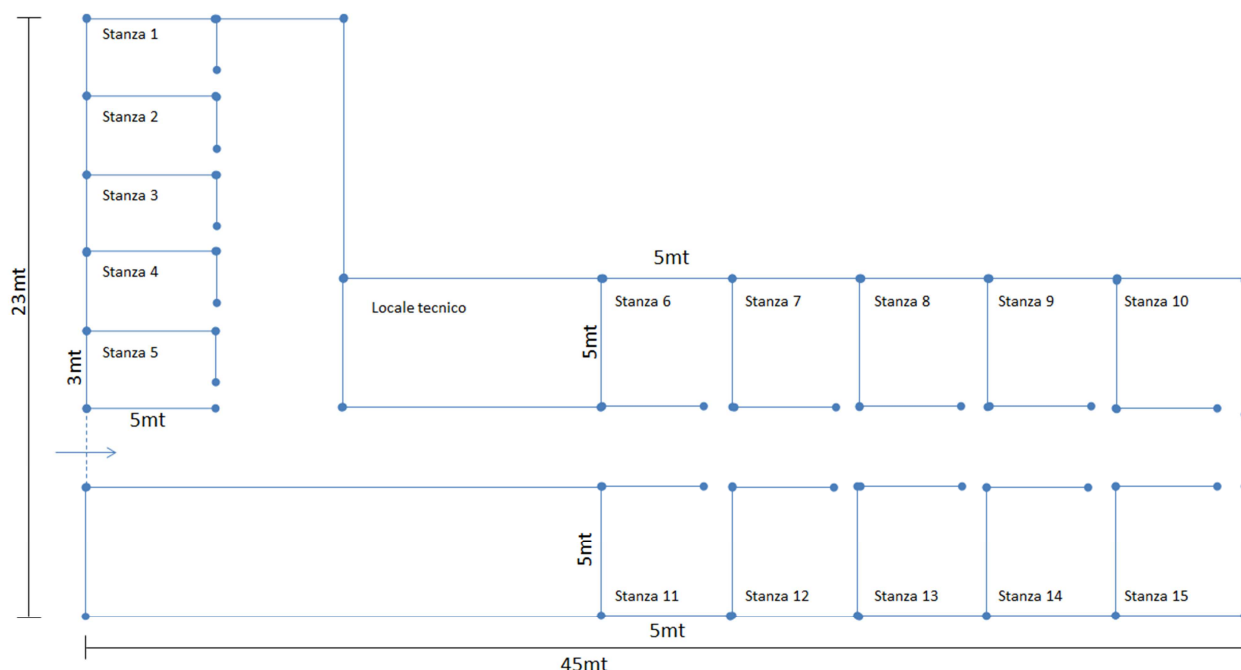 Stanza 1
Stanza 2
Stanza 3
Stanza 4
Stanza 5
23mt
3mt
5mt
5mt
Locale tecnico
5mt
Stanza 6
Stanza 7
Stanza 8
Stanza 9
Stanza 10
5mt
Stanza 11
Stanza 12
Stanza 13
Stanza 14
Stanza 15
5mt
45mt